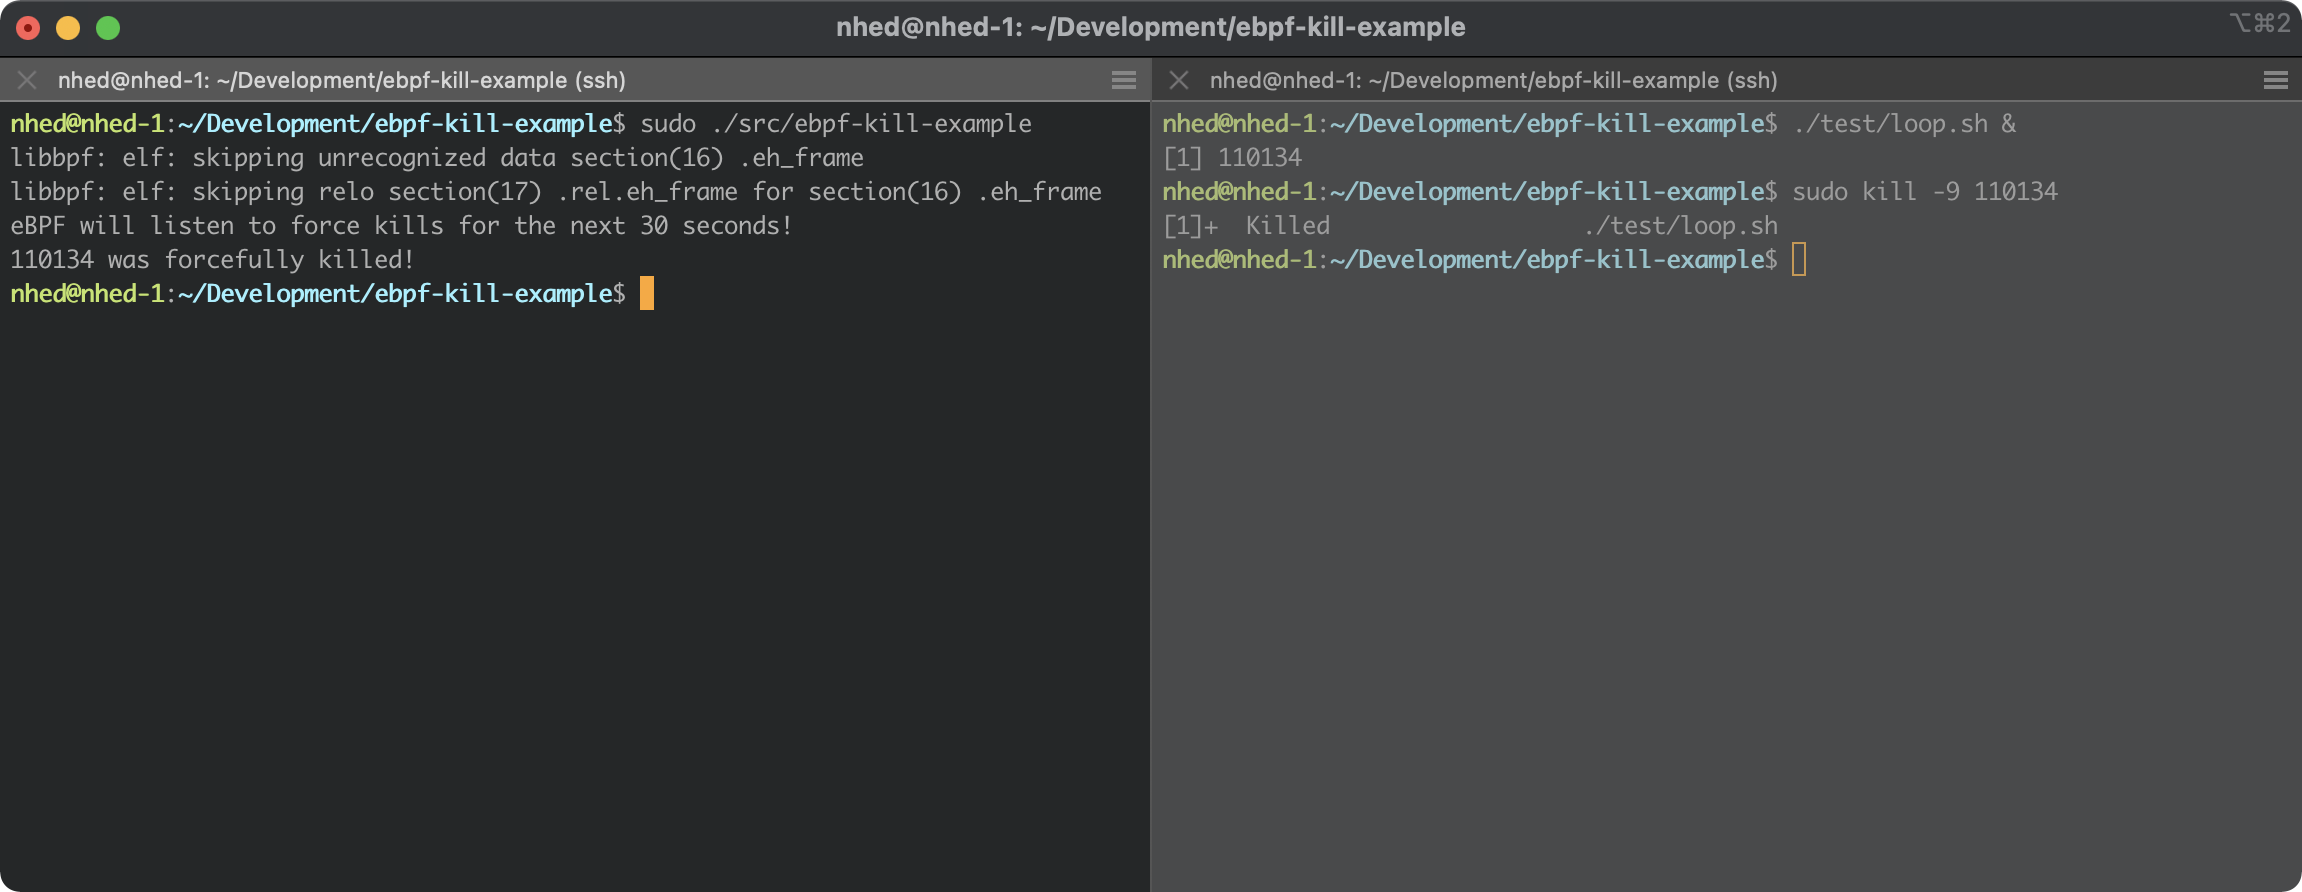 nhed@nhed-1: ~/Development/ebpf-kill-example
⌥⌘2
nhed@nhed-1: ~/Development/ebpf-kill-example (ssh)
nhed@nhed-1:~/Development/ebpf-kill-example$ sudo ./src/ebpf-kill-example
libbpf: elf: skipping unrecognized data section(16) .eh_frame
libbpf: elf: skipping relo section(17) .rel.eh_frame for section(16) .eh_frame
eBPF will listen to force kills for the next 30 seconds!
110134 was forcefully killed!
nhed@nhed-1:~/Development/ebpf-kill-example$
nhed@nhed-1: ~/Development/ebpf-kill-example (ssh)
nhed@nhed-1:~/Development/ebpf-kill-example$ ./test/loop.sh &
[1] 110134
nhed@nhed-1:~/Development/ebpf-kill-example$ sudo kill -9 110134
[1]+  Killed                  ./test/loop.sh
nhed@nhed-1:~/Development/ebpf-kill-example$